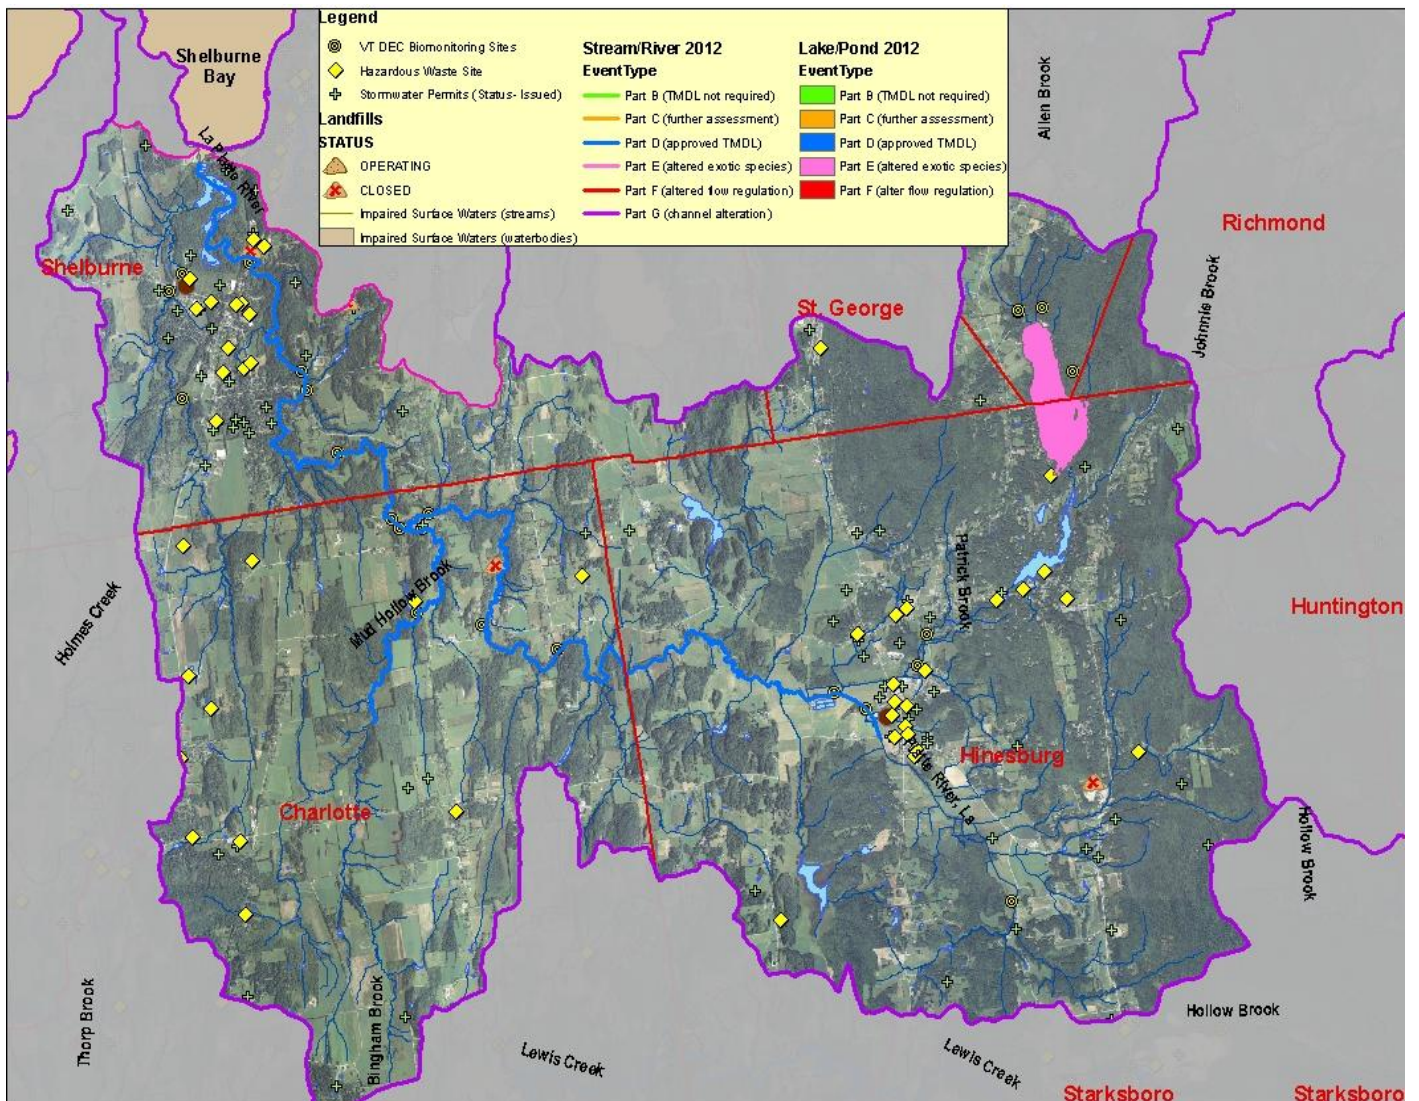 Legend
VT DEC Biomonitoring Sites
Hazardous Waste Site
Stormwater Permits (Status- Issued)
Landfills
STATUS
OPERATING
CLOSED
Impaired Surface Waters (streams)
Impaired Surface Waters (waterbodies)
Stream/River 2012
EventType
Part B (TMDL not required)
Part C (further assessment)
Part D (approved TMDL)
Part E (altered exotic species)
Part F (altered flow regulation)
Part G (channel alteration)
Lake/Pond 2012
EventType
Part B (TMDL not required)
Part C (further assessment)
Part D (approved TMDL)
Part E (altered exotic species)
Part F (alter flow regulation)
Shelburne
Bay
Allen Brook
La Platte River
Richmond
Shelburne
Johnnie Brook
St. George
Patrick Brook
Mud Hollow Brook
Holmes Creek
Huntington
Hinesburg
River, La
Charlotte
Hollow Brook
Thorp Brook
Bingham Brook
Hollow Brook
Lewis Creek
Lewis Creek
Starksboro
Starksboro